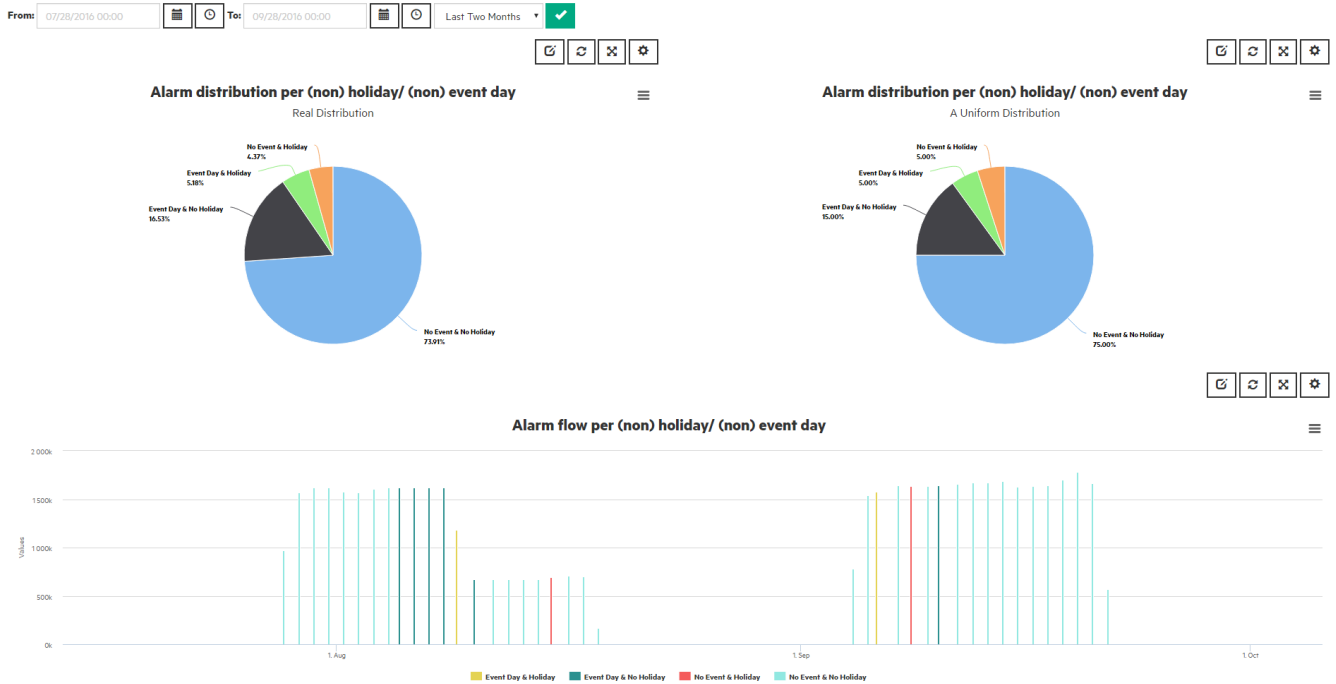 From: 07/28/2016 00:00 To: 09/28/2016 00:00 Last Two Months
Alarm distribution per (non) holiday/ (non) event day
Real Distribution
No Event & Holiday
4.37%
Event Day & Holiday
5.18%
Event Day & No Holiday
16.53%
No Event & No Holiday
73.91%
Alarm distribution per (non) holiday/ (non) event day
A Uniform Distribution
No Event & Holiday
5.00%
Event Day & Holiday
5.00%
Event Day & No Holiday
15.00%
No Event & No Holiday
75.00%
Alarm flow per (non) holiday/ (non) event day
Values
2 000k
1 500k
1 000k
500k
0k
1. Aug
1. Sep
1. Oct
Event Day & Holiday
Event Day & No Holiday
No Event & Holiday
No Event & No Holiday